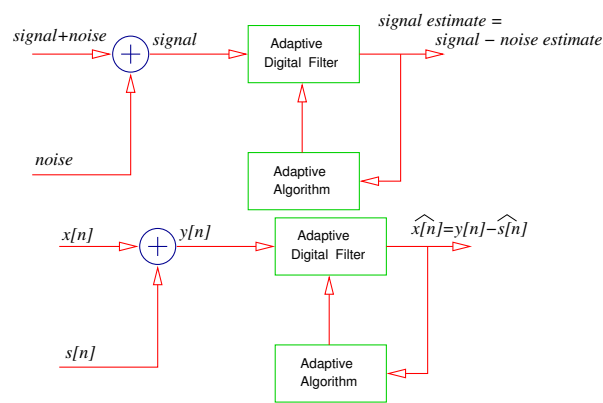 signal estimate =
signal+noise
signal
Adaptive
Digital Filter
signal − noise estimate
+
noise
Adaptive
Algorithm
x[n]
y[n]
Adaptive
Digital Filter
x̂[n]=y[n]−ŝ[n]
+
s[n]
Adaptive
Algorithm